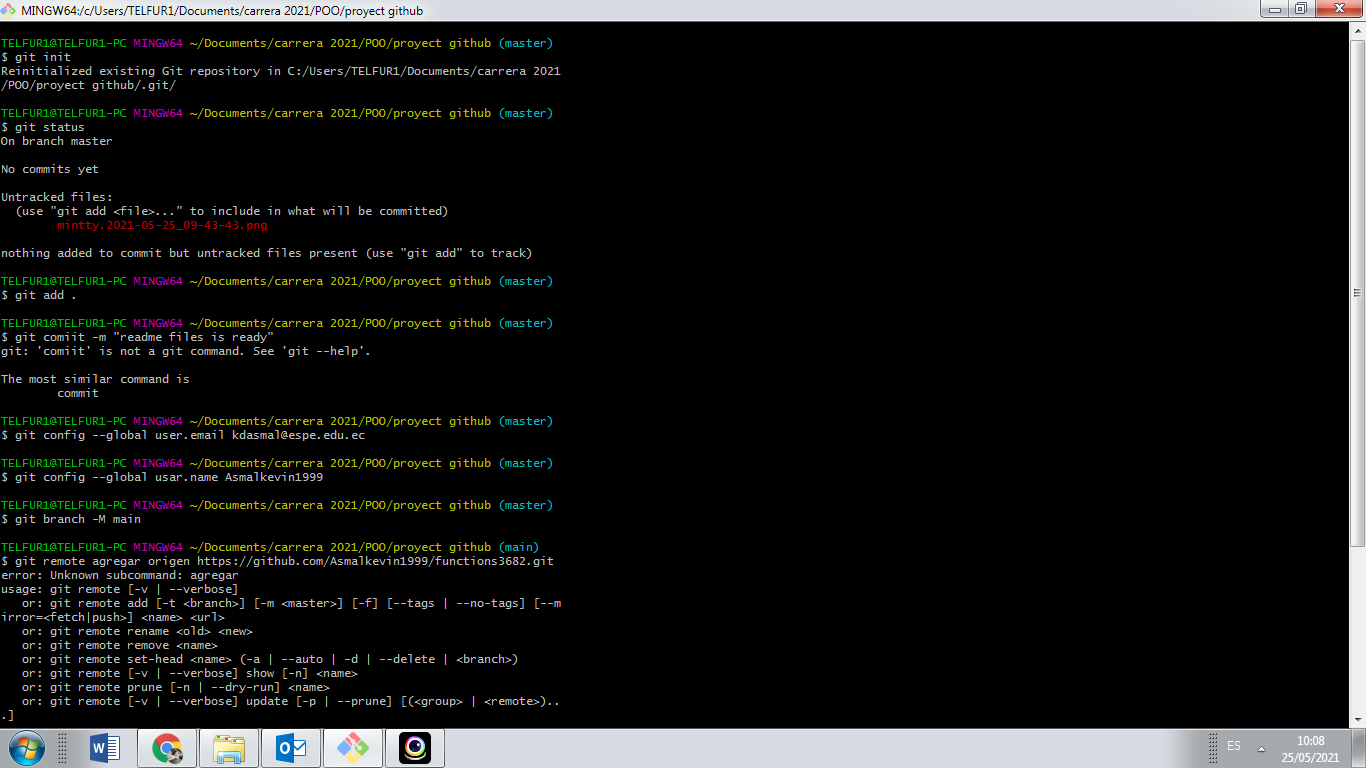 MINGW64:/c/Users/TELFUR1/Documents/carrera 2021/POO/proyect github
TELFUR1@TELFUR1-PC MINGW64 ~/Documents/carrera 2021/POO/proyect github (master)
$ git init
Reinitialized existing Git repository in C:/Users/TELFUR1/Documents/carrera 2021
/POO/proyect github/.git/
TELFUR1@TELFUR1-PC MINGW64 ~/Documents/carrera 2021/POO/proyect github (master)
$ git status
On branch master
No commits yet
Untracked files:
(use "git add <file>..." to include in what will be committed)
mintty.2021-05-25_09-43-43.png
nothing added to commit but untracked files present (use "git add" to track)
TELFUR1@TELFUR1-PC MINGW64 ~/Documents/carrera 2021/POO/proyect github (master)
$ git add .
TELFUR1@TELFUR1-PC MINGW64 ~/Documents/carrera 2021/POO/proyect github (master)
$ git comiit -m "readme files is ready"
git: 'comiit' is not a git command. See 'git --help'.
The most similar command is
commit
TELFUR1@TELFUR1-PC MINGW64 ~/Documents/carrera 2021/POO/proyect github (master)
$ git config --global user.email kdasmal@espe.edu.ec
TELFUR1@TELFUR1-PC MINGW64 ~/Documents/carrera 2021/POO/proyect github (master)
$ git config --global usar.name Asmalkevin1999
TELFUR1@TELFUR1-PC MINGW64 ~/Documents/carrera 2021/POO/proyect github (master)
$ git branch -M main
TELFUR1@TELFUR1-PC MINGW64 ~/Documents/carrera 2021/POO/proyect github (main)
$ git remote agregar origen https://github.com/Asmalkevin1999/functions3682.git
error: Unknown subcommand: agregar
usage: git remote [-v | --verbose]
or: git remote add [-t <branch>] [-m <master>] [-f] [--tags | --no-tags] [--m
irror=<fetch|push>] <name> <url>
or: git remote rename <old> <new>
or: git remote remove <name>
or: git remote set-head <name> (-a | --auto | -d | --delete | <branch>)
or: git remote [-v | --verbose] show [-n] <name>
or: git remote prune [-n | --dry-run] <name>
or: git remote [-v | --verbose] update [-p | --prune] [(<group> | <remote>)..
.]
ES
10:08
25/05/2021